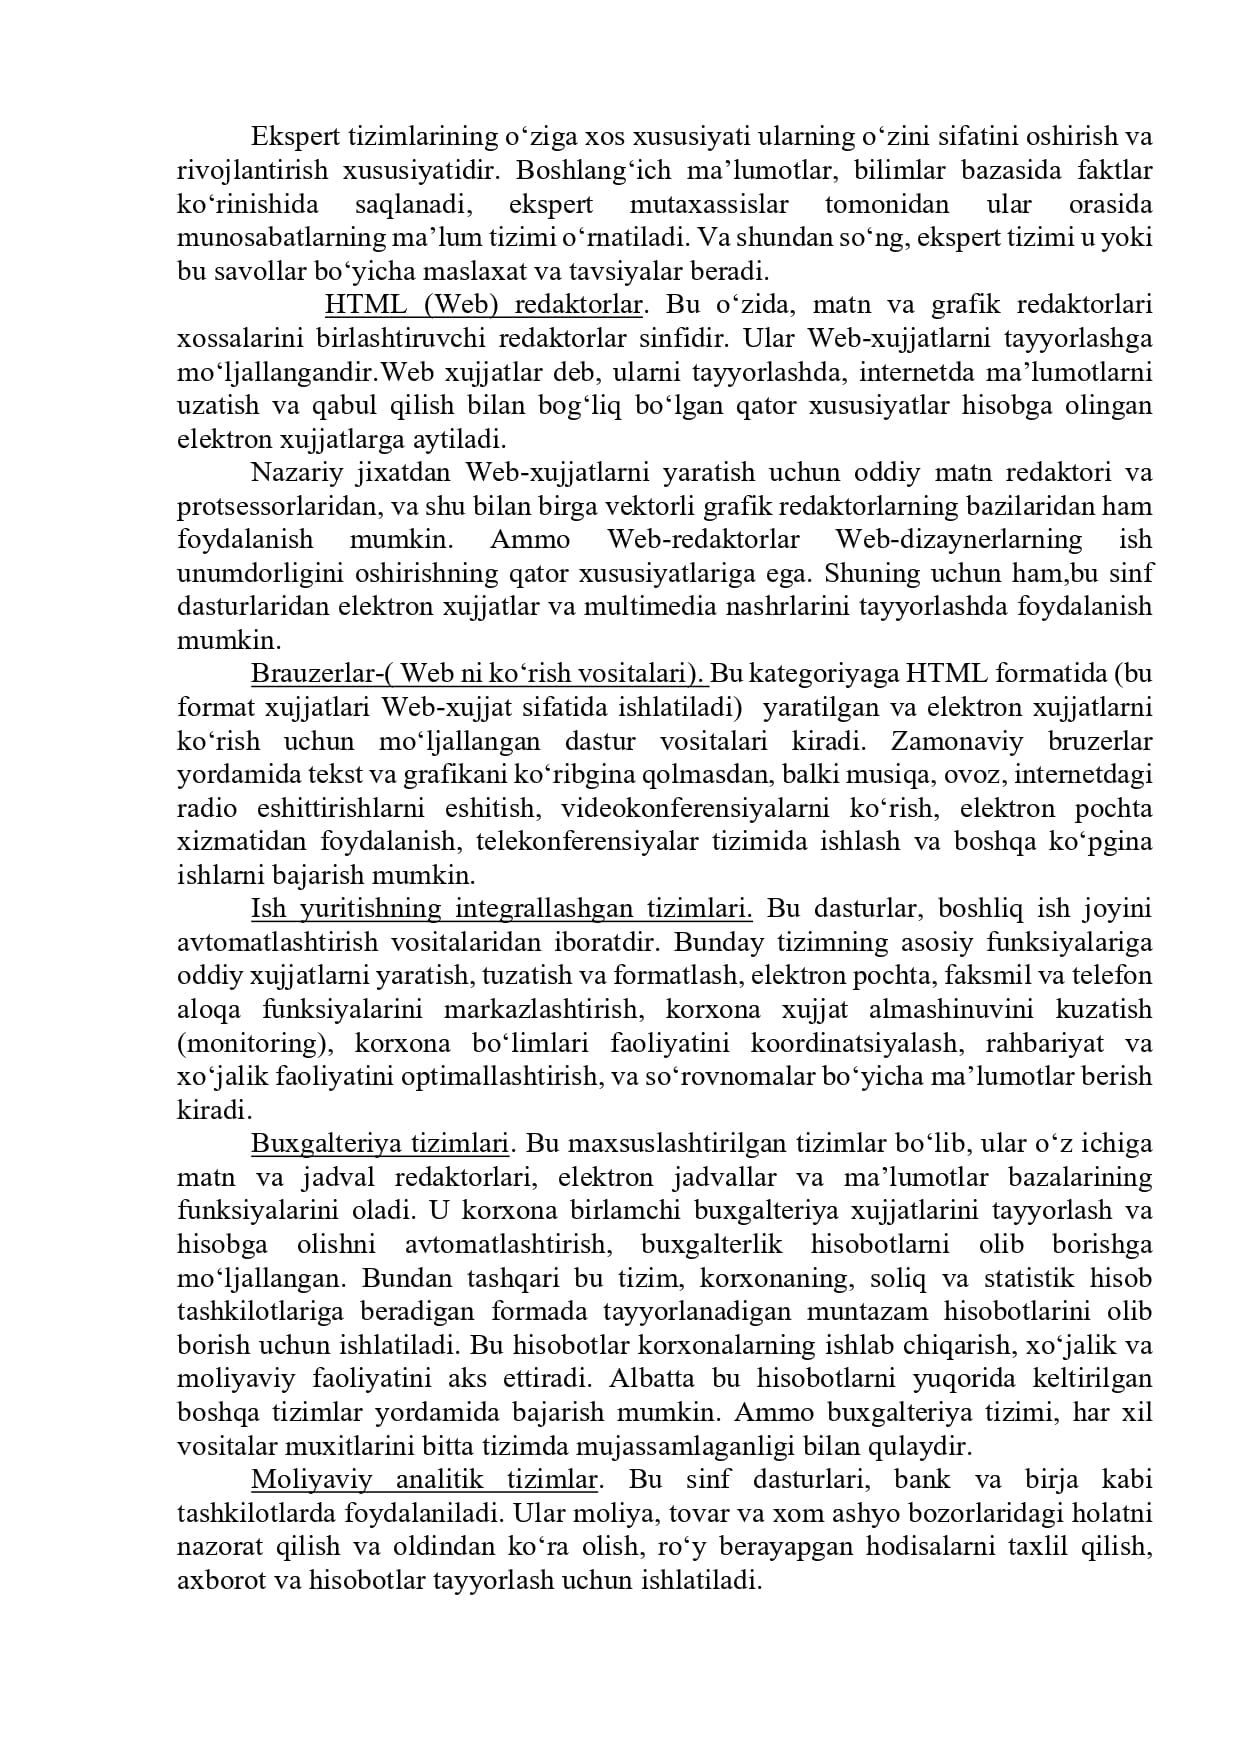 Ekspert tizimlarining o‘ziga xos xususiyati ularning o‘zini sifatini oshirish va
rivojlantirish xususiyatidir. Boshlang‘ich ma’lumotlar, bilimlar bazasida faktlar
ko‘rinishida saqlanadi, ekspert mutaxassislar tomonidan ular orasida
munosabatlarning ma’lum tizimi o‘rnatiladi. Va shundan so‘ng, ekspert tizimi u yoki
bu savollar bo‘yicha maslaxat va tavsiyalar beradi.
HTML (Web) redaktorlar. Bu o‘zida, matn va grafik redaktorlari
xossalarini birlashtiruvchi redaktorlar sinfidir. Ular Web-xujjatlarni tayyorlashga
mo‘ljallangandir.Web xujjatlar deb, ularni tayyorlashda, internetda ma’lumotlarni
uzatish va qabul qilish bilan bog‘liq bo‘lgan qator xususiyatlar hisobga olingan
elektron xujjatlarga aytiladi.
Nazariy jixatdan Web-xujjatlarni yaratish uchun oddiy matn redaktori va
protsessorlaridan, va shu bilan birga vektorli grafik redaktorlarning bazilaridan ham
foydalanish mumkin. Ammo Web-redaktorlar Web-dizaynerlarning ish
unumdorligini oshirishning qator xususiyatlariga ega. Shuning uchun ham,bu sinf
dasturlaridan elektron xujjatlar va multimedia nashrlarini tayyorlashda foydalanish
mumkin.
Brauzerlar-( Web ni ko‘rish vositalari). Bu kategoriyaga HTML formatida (bu
format xujjatlari Web-xujjat sifatida ishlatiladi)  yaratilgan va elektron xujjatlarni
ko‘rish uchun mo‘ljallangan dastur vositalari kiradi. Zamonaviy bruzerlar
yordamida tekst va grafikani ko‘ribgina qolmasdan, balki musiqa, ovoz, internetdagi
radio eshittirishlarni eshitish, videokonferensiyalarni ko‘rish, elektron pochta
xizmatidan foydalanish, telekonferensiyalar tizimida ishlash va boshqa ko‘pgina
ishlarni bajarish mumkin.
Ish yuritishning integrallashgan tizimlari. Bu dasturlar, boshliq ish joyini
avtomatlashtirish vositalaridan iboratdir. Bunday tizimning asosiy funksiyalariga
oddiy xujjatlarni yaratish, tuzatish va formatlash, elektron pochta, faksmil va telefon
aloqa funksiyalarini markazlashtirish, korxona xujjat almashinuvini kuzatish
(monitoring), korxona bo‘limlari faoliyatini koordinatsiyalash, rahbariyat va
xo‘jalik faoliyatini optimallashtirish, va so‘rovnomalar bo‘yicha ma’lumotlar berish
kiradi.
Buxgalteriya tizimlari. Bu maxsuslashtirilgan tizimlar bo‘lib, ular o‘z ichiga
matn va jadval redaktorlari, elektron jadvallar va ma’lumotlar bazalarining
funksiyalarini oladi. U korxona birlamchi buxgalteriya xujjatlarini tayyorlash va
hisobga olishni avtomatlashtirish, buxgalterlik hisobotlarni olib borishga
mo‘ljallangan. Bundan tashqari bu tizim, korxonaning, soliq va statistik hisob
tashkilotlariga beradigan formada tayyorlanadigan muntazam hisobotlarini olib
borish uchun ishlatiladi. Bu hisobotlar korxonalarning ishlab chiqarish, xo‘jalik va
moliyaviy faoliyatini aks ettiradi. Albatta bu hisobotlarni yuqorida keltirilgan
boshqa tizimlar yordamida bajarish mumkin. Ammo buxgalteriya tizimi, har xil
vositalar muxitlarini bitta tizimda mujassamlaganligi bilan qulaydir.
Moliyaviy analitik tizimlar. Bu sinf dasturlari, bank va birja kabi
tashkilotlarda foydalaniladi. Ular moliya, tovar va xom ashyo bozorlaridagi holatni
nazorat qilish va oldindan ko‘ra olish, ro‘y berayapgan hodisalarni taxlil qilish,
axborot va hisobotlar tayyorlash uchun ishlatiladi.